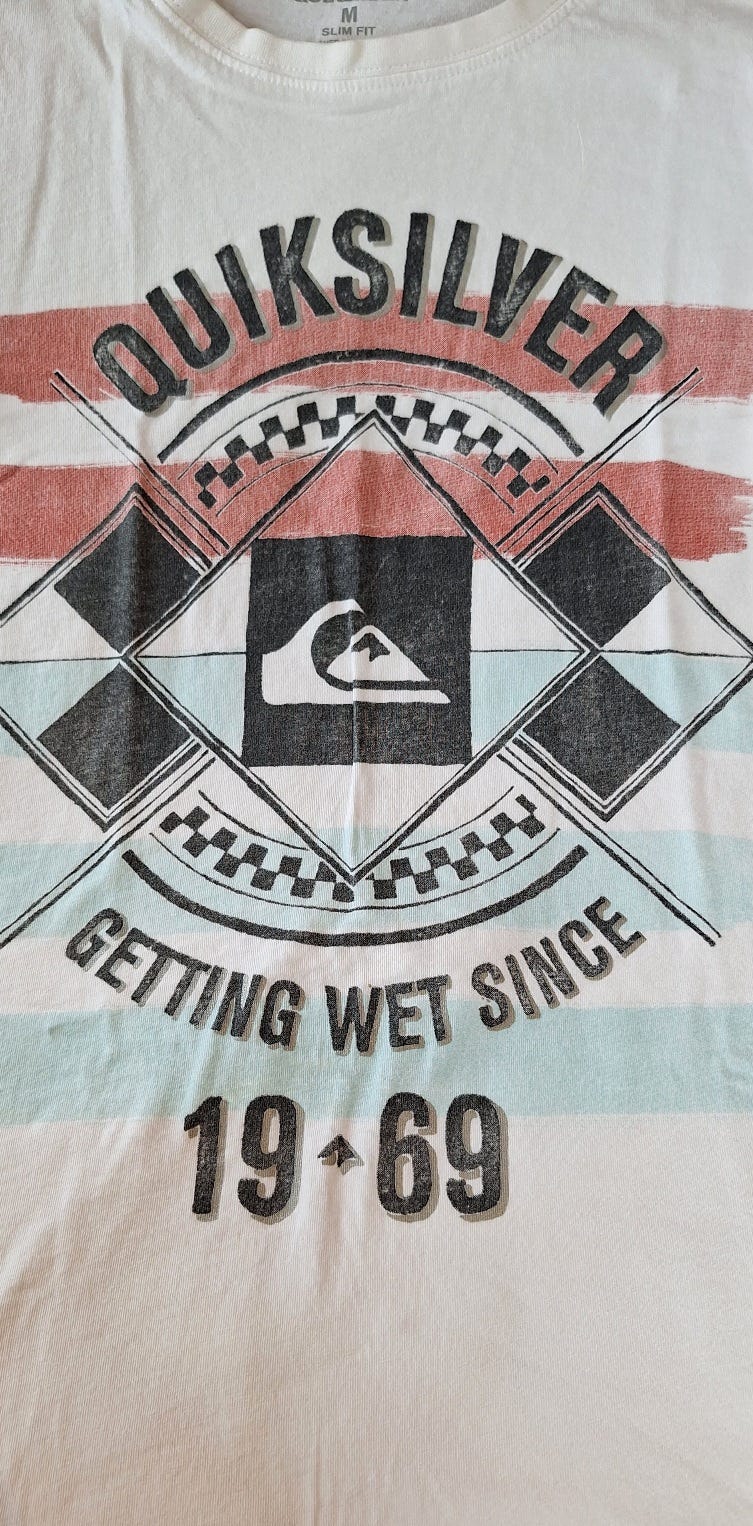 M
SLIM FIT
QUIKSILVER
GETTING WET SINCE
19 69